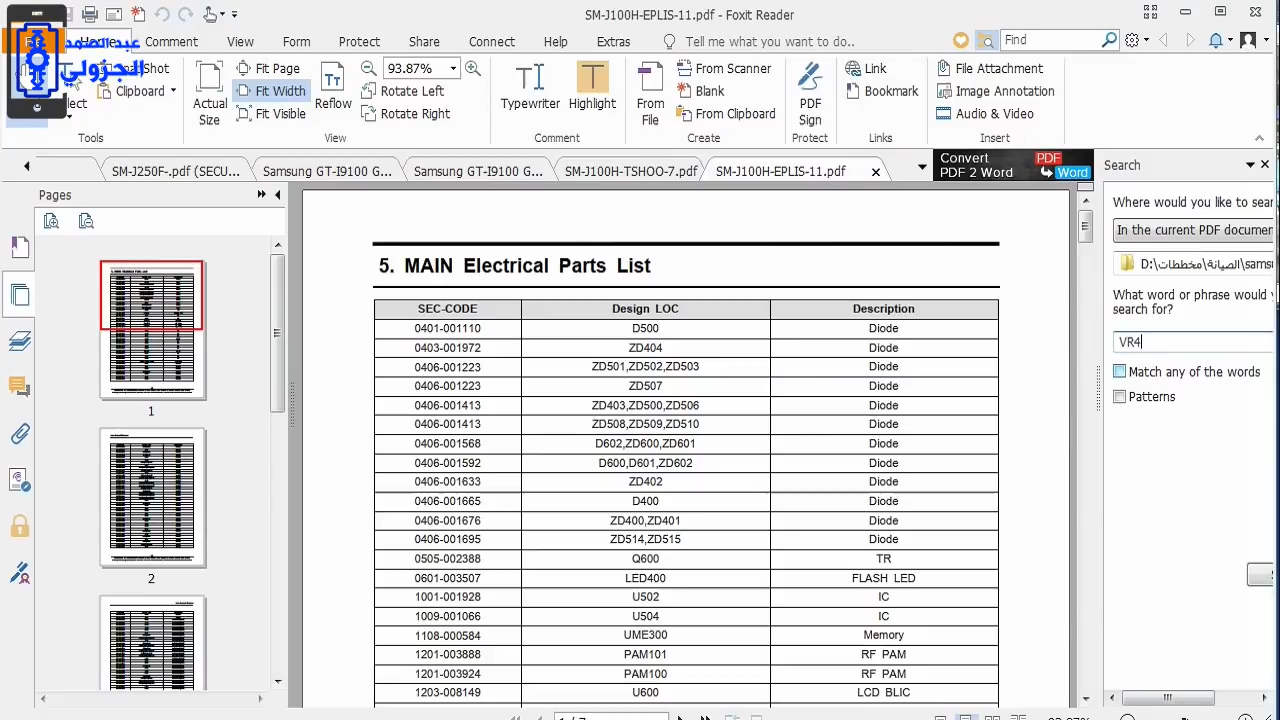 SM-J100H-EPLIS-11.pdf - Foxit Reader
Comment View Form Protect Share Connect Help Extras Tell me what you want to do.. Find
عبد الصمد
الجزولي
Clipboard
Tools
Actual Size
Fit Page
Fit Width
Fit Visible
Reflow
93.87%
Rotate Left
Rotate Right
View
Typewriter
Highlight
Comment
From File
From Scanner
Blank
From Clipboard
Create
PDF Sign
Protect
Link
Bookmark
Links
File Attachment
Image Annotation
Audio & Video
Insert
SM-J250F-.pdf (SECU... Samsung GT-I9100 G... Samsung GT-I9100 G... SM-J100H-TSHOO-7.pdf SM-J100H-EPLIS-11.pdf
Convert PDF
PDF 2 Word Word
Pages
1
2
5. MAIN Electrical Parts List
SEC-CODE Design LOC Description
0401-001110 D500 Diode
0403-001972 ZD404 Diode
0406-001223 ZD501,ZD502,ZD503 Diode
0406-001223 ZD507 Diode
0406-001413 ZD403,ZD500,ZD506 Diode
0406-001413 ZD508,ZD509,ZD510 Diode
0406-001568 D602,ZD600,ZD601 Diode
0406-001592 D600,D601,ZD602 Diode
0406-001633 ZD402 Diode
0406-001665 D400 Diode
0406-001676 ZD400,ZD401 Diode
0406-001695 ZD514,ZD515 Diode
0505-002388 Q600 TR
0601-003507 LED400 FLASH LED
1001-001928 U502 IC
1009-001066 U504 IC
1108-000584 UME300 Memory
1201-003888 PAM101 RF PAM
1201-003924 PAM100 RF PAM
1203-008149 U600 LCD BLIC
Search
Where would you like to sear
In the current PDF documen
D:\الصيانة\مخططات\samsu
What word or phrase would y
search for?
VR4
Match any of the words
Patterns